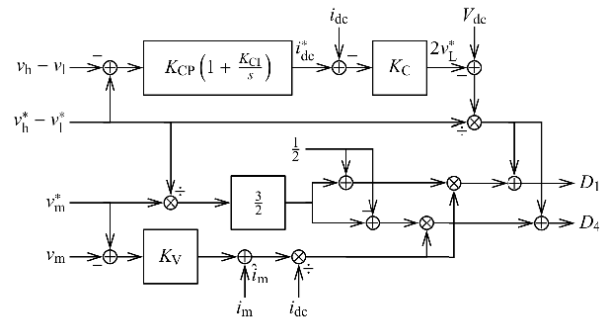 i_dc V_dc
v_h − v_l − K_CP (1 + K_CI/s) i*_dc − − K_C 2v*_L −
v*_h − v*_l ÷
1/2
v*_m ÷ 3/2 − D_1
D_4
v_m − K_V î_m ÷
i_m i_dc